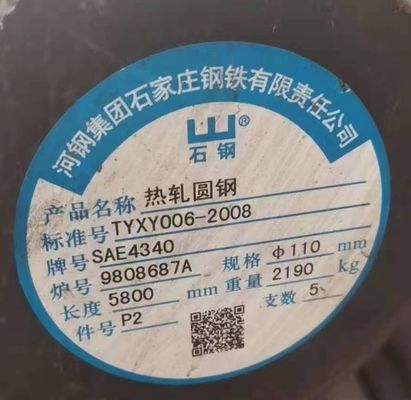 河钢集团石家庄钢铁有限责任公司
®
石钢
产品名称 热轧圆钢
标准号 TYXY006-2008
牌号 SAE4340
炉号 9808687A 规格 φ110 mm
长度 5800 mm 重量 2190 kg
件号 P2 支数 5